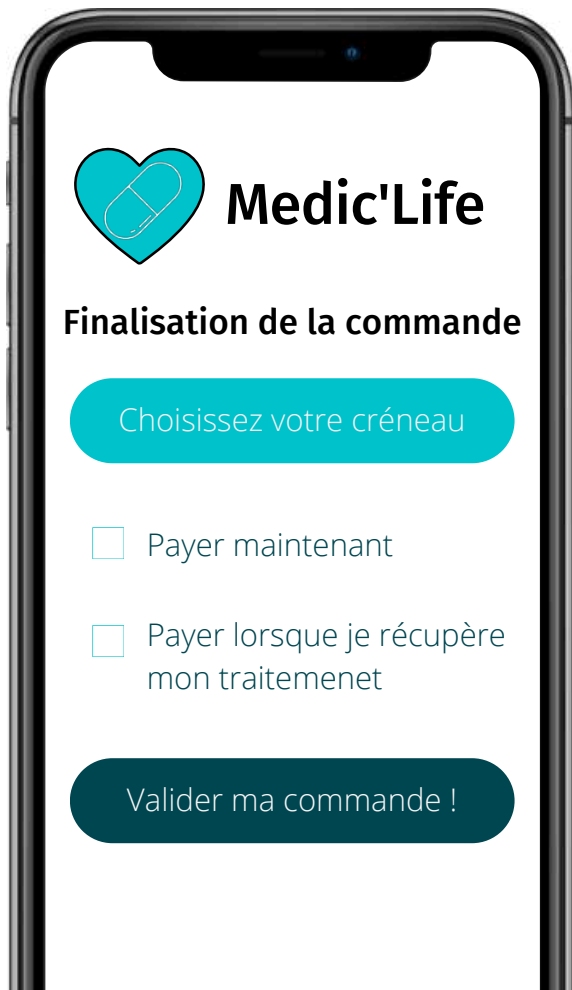 Medic'Life
Finalisation de la commande
Choisissez votre créneau
Payer maintenant
Payer lorsque je récupère
mon traitemenet
Valider ma commande !